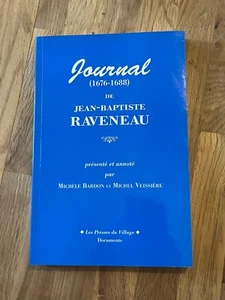 Journal
(1676-1688)
DE
JEAN-BAPTISTE
RAVENEAU
présenté et annoté
par
MICHÈLE BARDON ET MICHEL VEISSIÈRE
Les Presses du Village
Documents